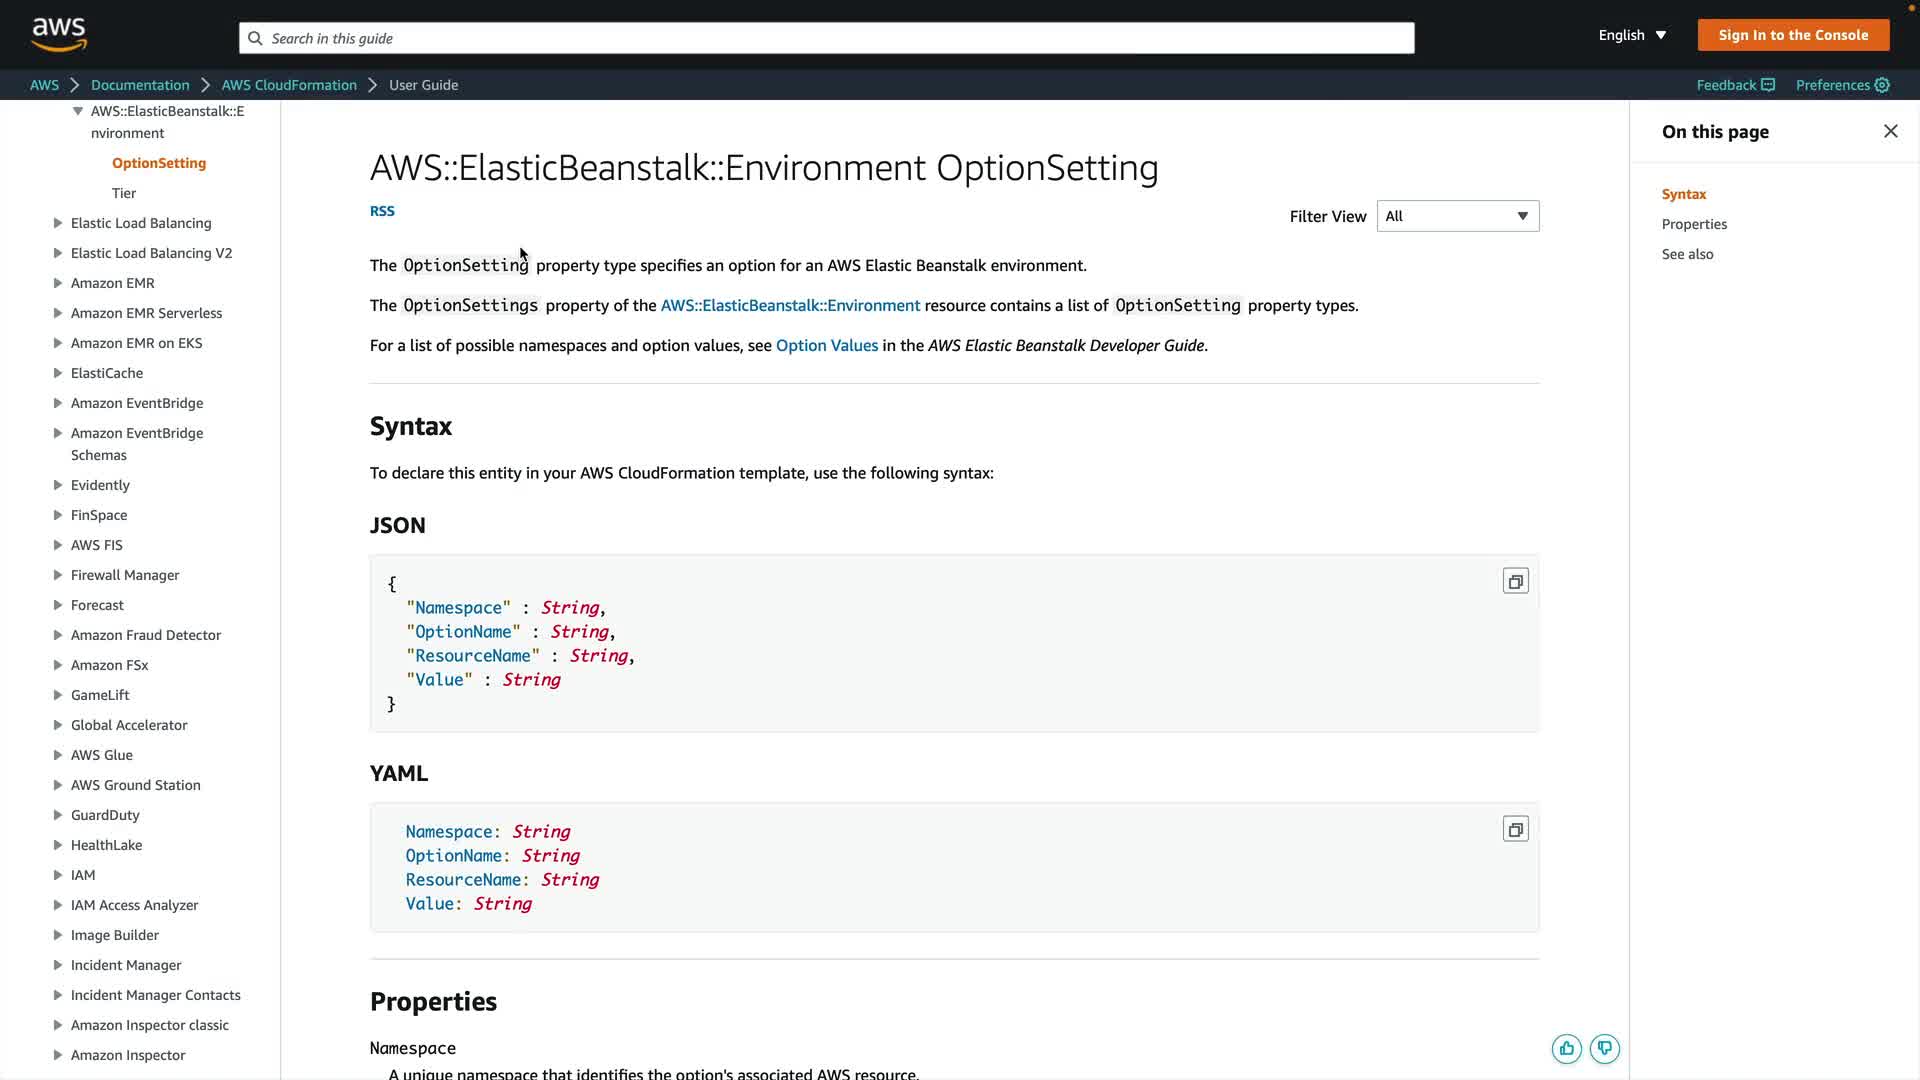 aws
Search in this guide
English
Sign In to the Console
AWS
Documentation
AWS CloudFormation
User Guide
Feedback
Preferences
AWS::ElasticBeanstalk::E
nvironment
OptionSetting
Tier
Elastic Load Balancing
Elastic Load Balancing V2
Amazon EMR
Amazon EMR Serverless
Amazon EMR on EKS
ElastiCache
Amazon EventBridge
Amazon EventBridge
Schemas
Evidently
FinSpace
AWS FIS
Firewall Manager
Forecast
Amazon Fraud Detector
Amazon FSx
GameLift
Global Accelerator
AWS Glue
AWS Ground Station
GuardDuty
HealthLake
IAM
IAM Access Analyzer
Image Builder
Incident Manager
Incident Manager Contacts
Amazon Inspector classic
Amazon Inspector
AWS::ElasticBeanstalk::Environment OptionSetting
RSS
Filter View
All
The OptionSetting property type specifies an option for an AWS Elastic Beanstalk environment.
The OptionSettings property of the AWS::ElasticBeanstalk::Environment resource contains a list of OptionSetting property types.
For a list of possible namespaces and option values, see Option Values in the AWS Elastic Beanstalk Developer Guide.
Syntax
To declare this entity in your AWS CloudFormation template, use the following syntax:
JSON
{
"Namespace" : String,
"OptionName" : String,
"ResourceName" : String,
"Value" : String
}
YAML
Namespace: String
OptionName: String
ResourceName: String
Value: String
Properties
Namespace
A unique namespace that identifies the option's associated AWS resource.
On this page
Syntax
Properties
See also